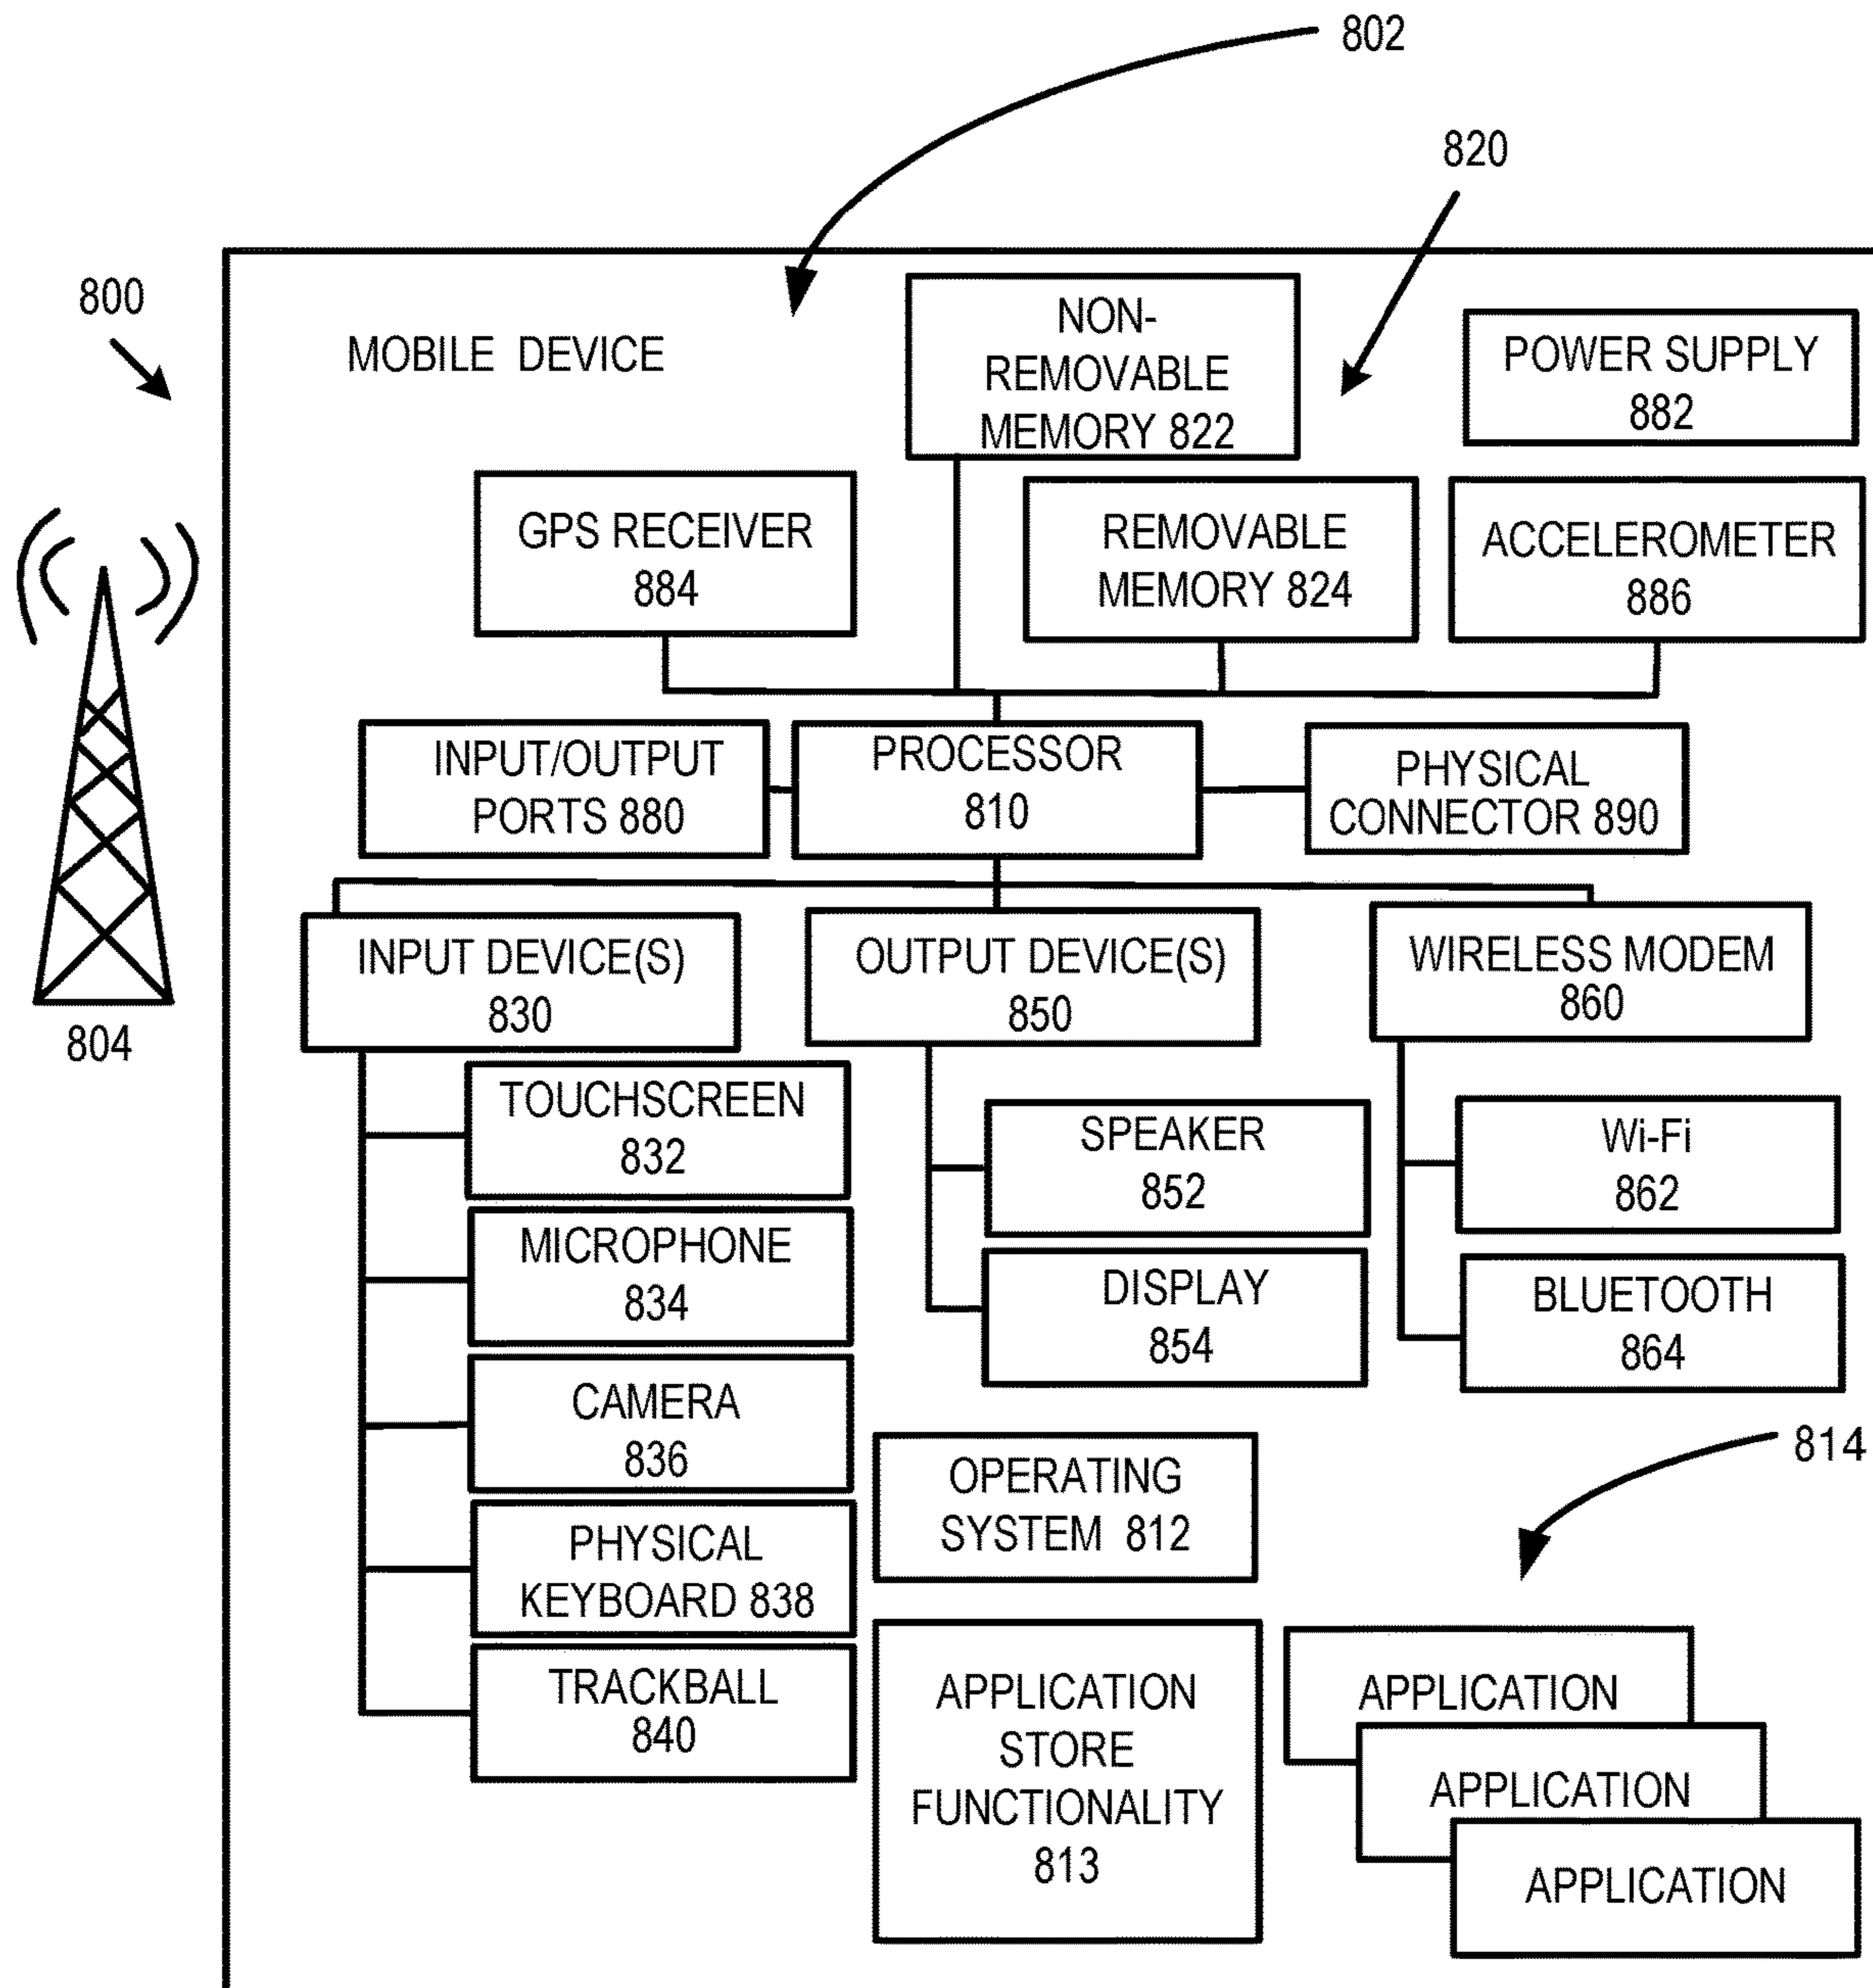 802
820
800
MOBILE DEVICE
NON-
REMOVABLE
MEMORY 822
POWER SUPPLY
882
GPS RECEIVER
884
REMOVABLE
MEMORY 824
ACCELEROMETER
886
INPUT/OUTPUT
PORTS 880
PROCESSOR
810
PHYSICAL
CONNECTOR 890
INPUT DEVICE(S)
830
OUTPUT DEVICE(S)
850
WIRELESS MODEM
860
804
TOUCHSCREEN
832
MICROPHONE
834
CAMERA
836
PHYSICAL
KEYBOARD 838
TRACKBALL
840
SPEAKER
852
DISPLAY
854
Wi-Fi
862
BLUETOOTH
864
814
OPERATING
SYSTEM 812
APPLICATION
STORE
FUNCTIONALITY
813
APPLICATION
APPLICATION
APPLICATION